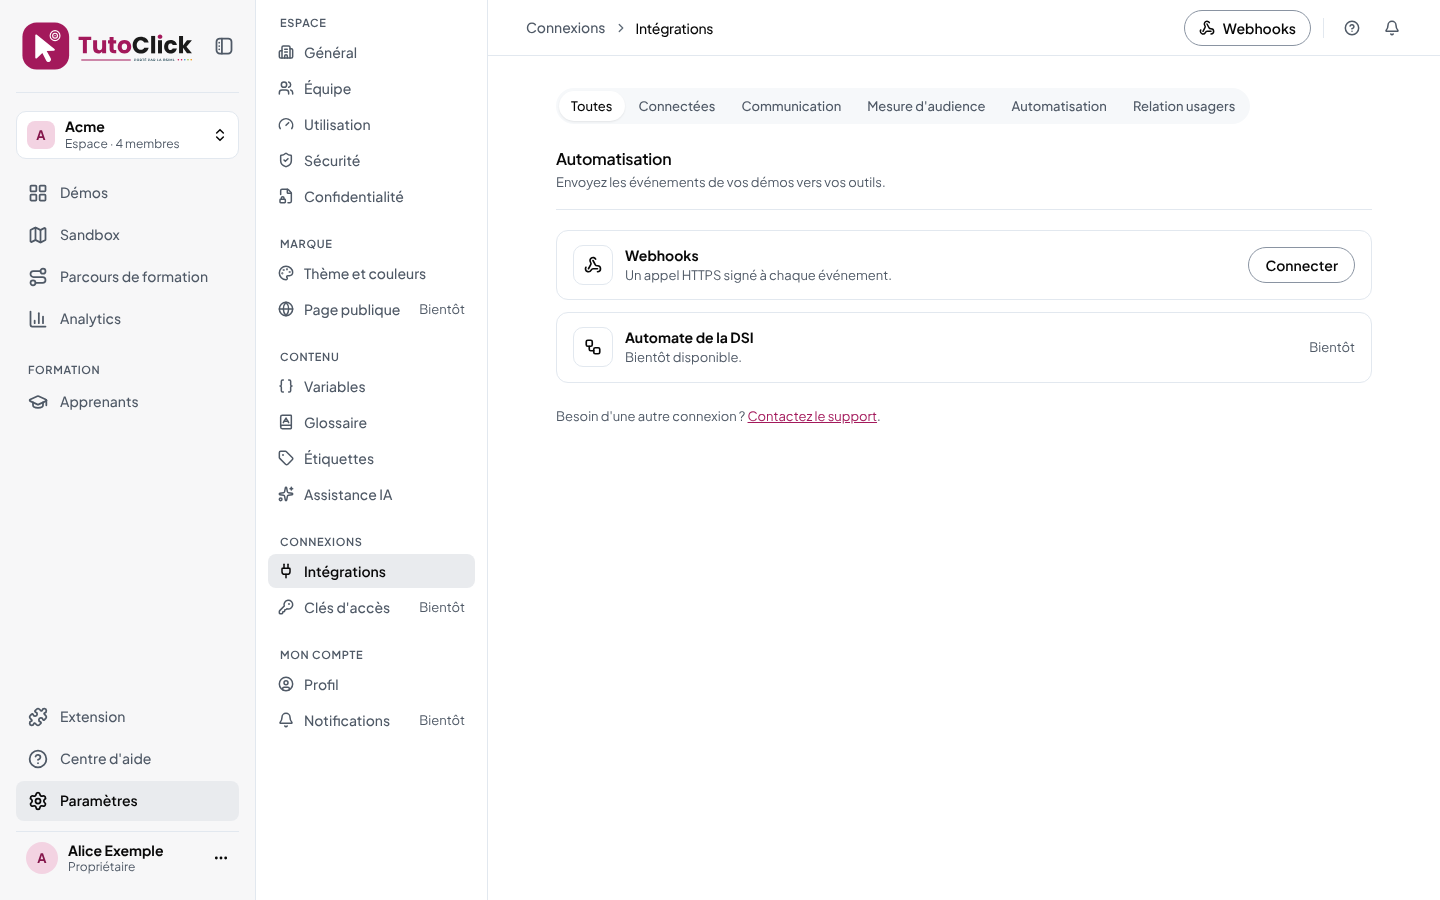 TutoClick
Acme
Espace · 4 membres
Démos
Sandbox
Parcours de formation
Analytics
FORMATION
Apprenants
Extension
Centre d'aide
Paramètres
Alice Exemple
Propriétaire
ESPACE
Général
Équipe
Utilisation
Sécurité
Confidentialité
MARQUE
Thème et couleurs
Page publique Bientôt
CONTENU
Variables
Glossaire
Étiquettes
Assistance IA
CONNEXIONS
Intégrations
Clés d'accès Bientôt
MON COMPTE
Profil
Notifications Bientôt
Connexions > Intégrations
Webhooks
Toutes Connectées Communication Mesure d'audience Automatisation Relation usagers
Automatisation
Envoyez les événements de vos démos vers vos outils.
Webhooks
Un appel HTTPS signé à chaque événement.
Connecter
Automate de la DSI
Bientôt disponible.
Bientôt
Besoin d'une autre connexion ? Contactez le support.